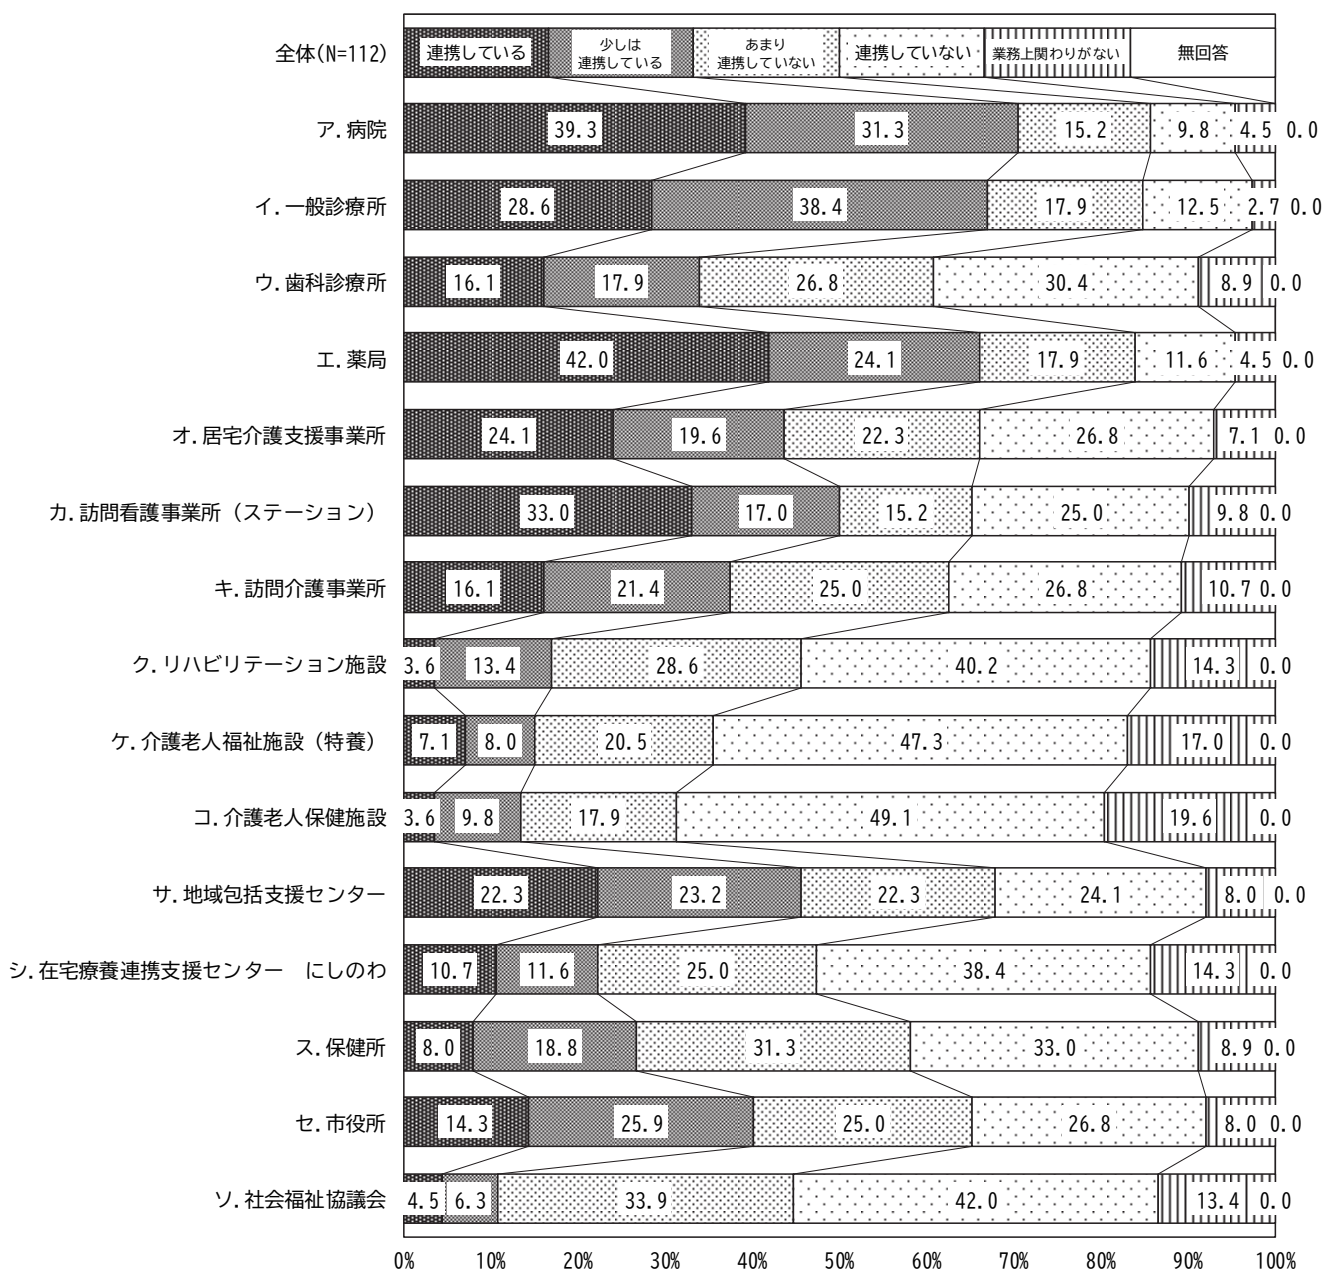 全体(N=112) 連携している 少しは連携している あまり連携していない 連携していない 業務上関わりがない 無回答
ア.病院 39.3 31.3 15.2 9.8 4.5 0.0
イ.一般診療所 28.6 38.4 17.9 12.5 2.7 0.0
ウ.歯科診療所 16.1 17.9 26.8 30.4 8.9 0.0
エ.薬局 42.0 24.1 17.9 11.6 4.5 0.0
オ.居宅介護支援事業所 24.1 19.6 22.3 26.8 7.1 0.0
カ.訪問看護事業所（ステーション） 33.0 17.0 15.2 25.0 9.8 0.0
キ.訪問介護事業所 16.1 21.4 25.0 26.8 10.7 0.0
ク.リハビリテーション施設 3.6 13.4 28.6 40.2 14.3 0.0
ケ.介護老人福祉施設（特養） 7.1 8.0 20.5 47.3 17.0 0.0
コ.介護老人保健施設 3.6 9.8 17.9 49.1 19.6 0.0
サ.地域包括支援センター 22.3 23.2 22.3 24.1 8.0 0.0
シ.在宅療養連携支援センター　にしのわ 10.7 11.6 25.0 38.4 14.3 0.0
ス.保健所 8.0 18.8 31.3 33.0 8.9 0.0
セ.市役所 14.3 25.9 25.0 26.8 8.0 0.0
ソ.社会福祉協議会 4.5 6.3 33.9 42.0 13.4 0.0
0% 10% 20% 30% 40% 50% 60% 70% 80% 90% 100%